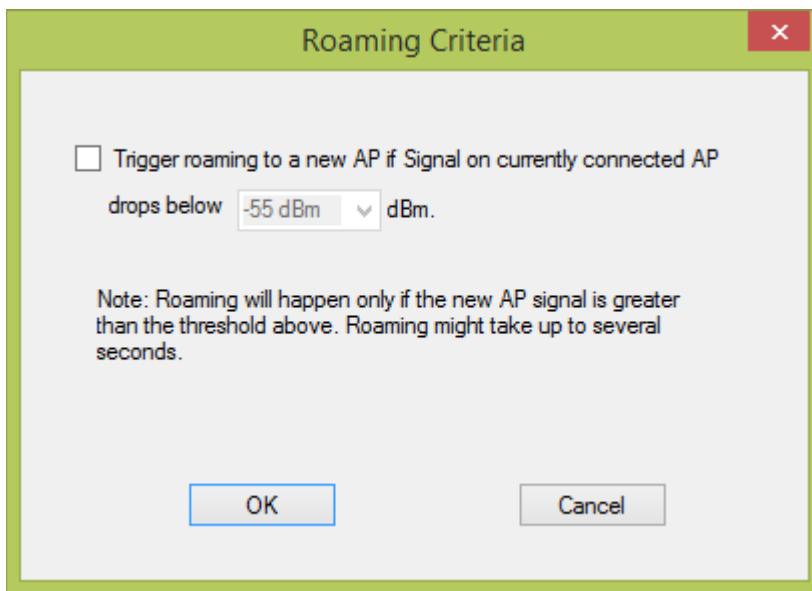 Roaming Criteria
Trigger roaming to a new AP if Signal on currently connected AP
drops below -55 dBm dBm.
Note: Roaming will happen only if the new AP signal is greater
than the threshold above. Roaming might take up to several
seconds.
OK Cancel